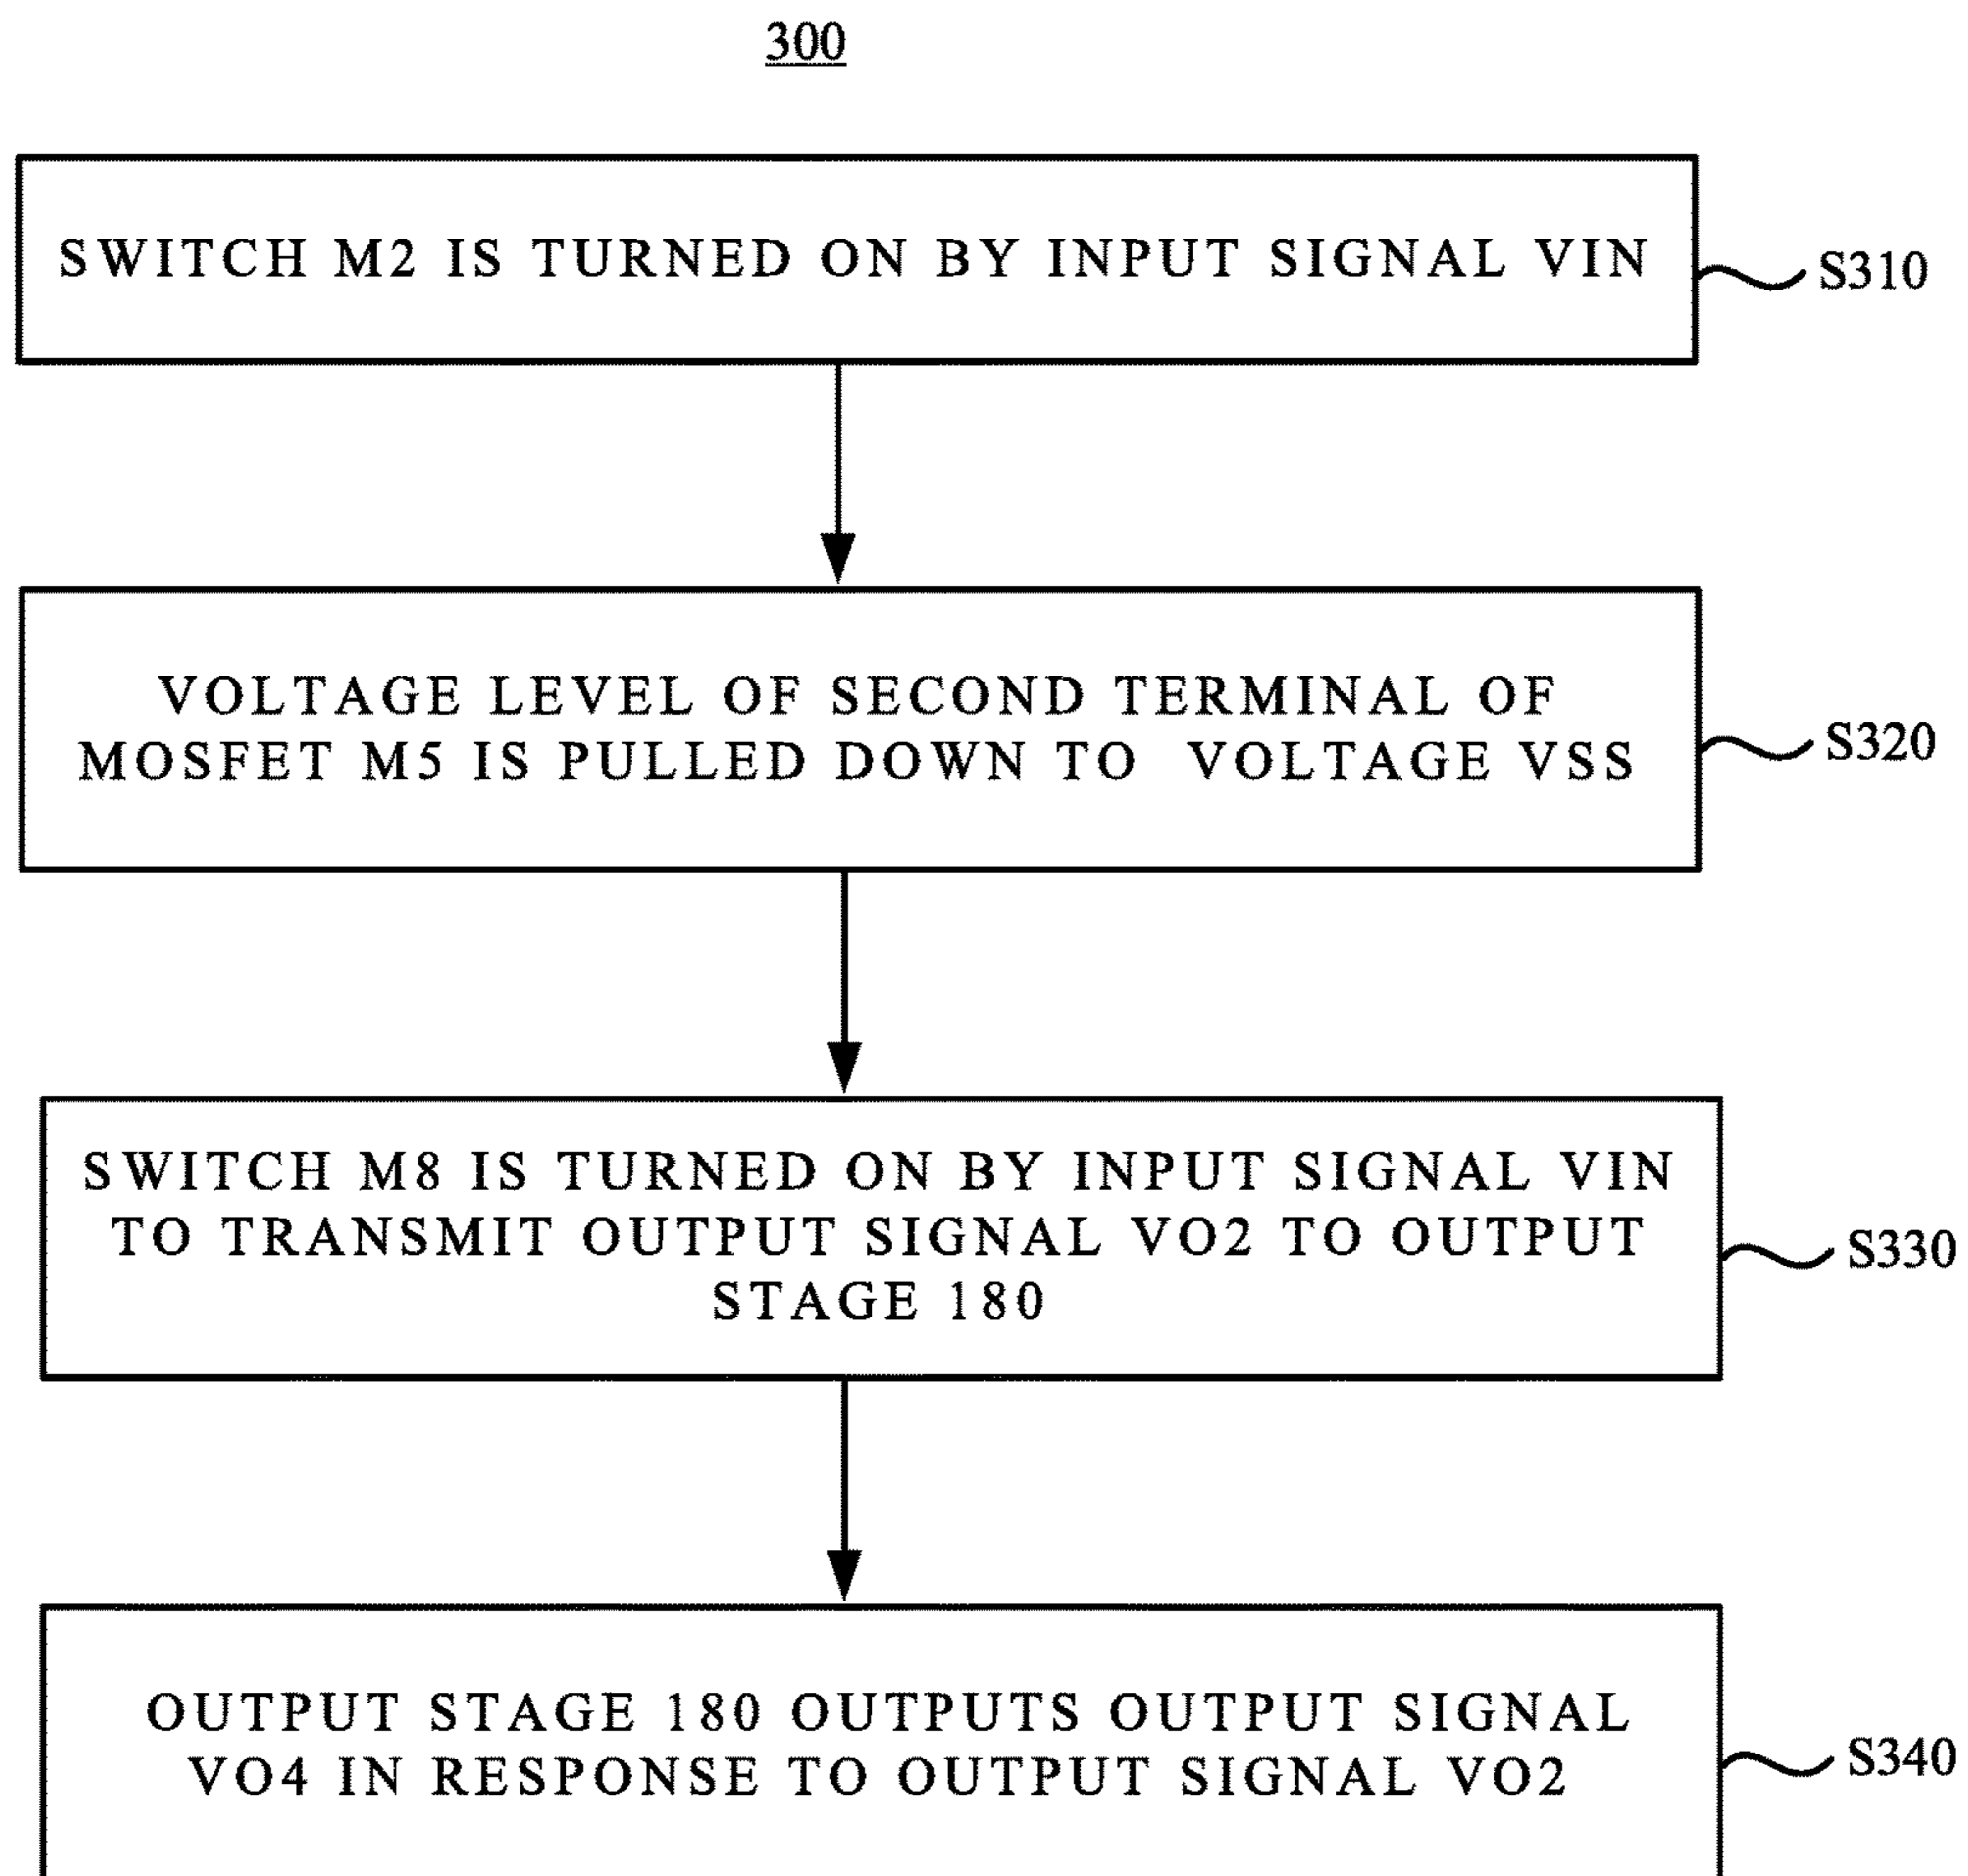 300
SWITCH M2 IS TURNED ON BY INPUT SIGNAL VIN
S310
VOLTAGE LEVEL OF SECOND TERMINAL OF
MOSFET M5 IS PULLED DOWN TO VOLTAGE VSS
S320
SWITCH M8 IS TURNED ON BY INPUT SIGNAL VIN
TO TRANSMIT OUTPUT SIGNAL VO2 TO OUTPUT
STAGE 180
S330
OUTPUT STAGE 180 OUTPUTS OUTPUT SIGNAL
VO4 IN RESPONSE TO OUTPUT SIGNAL VO2
S340